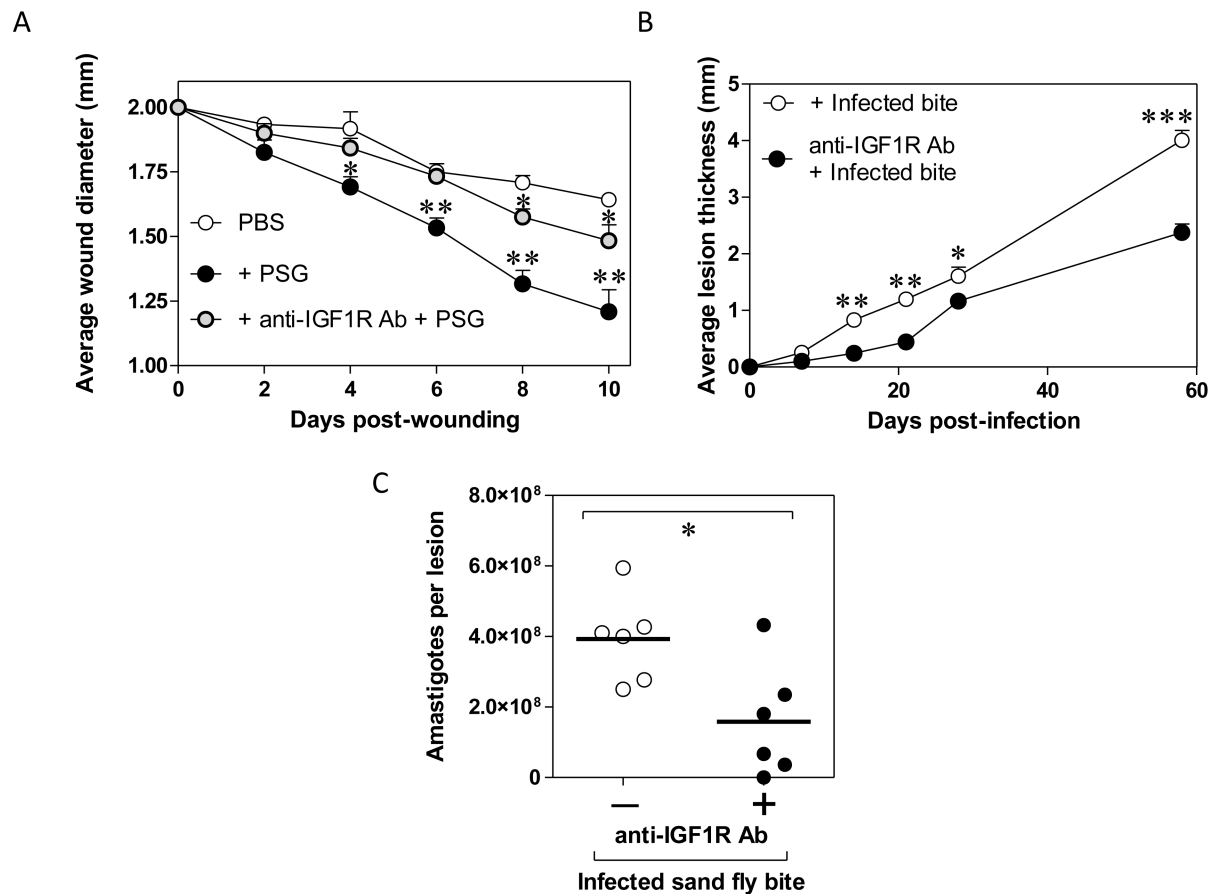 A
Average wound diameter (mm)
2.00
1.75
1.50
1.25
1.00
*
**
**
*
**
*
PBS
+ PSG
+ anti-IGF1R Ab + PSG
0 2 4 6 8 10
Days post-wounding
B
Average lesion thickness (mm)
5
4
3
2
1
0
+ Infected bite
anti-IGF1R Ab
+ Infected bite
**
**
*
***
0 20 40 60
Days post-infection
C
Amastigotes per lesion
8.0×10⁸
6.0×10⁸
4.0×10⁸
2.0×10⁸
0
*
− +
anti-IGF1R Ab
Infected sand fly bite